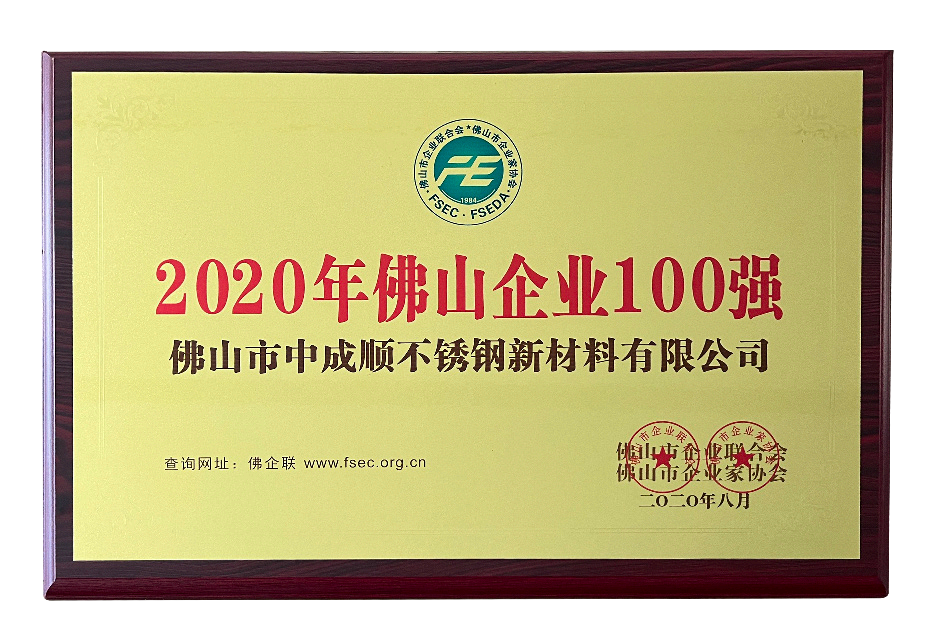 佛山市企业联合会★佛山市企业家协会
FE
1984
FSEC · FSEDA
2020年佛山企业100强
佛山市中成顺不锈钢新材料有限公司
查询网址：佛企联 www.fsec.org.cn
佛山市企业联合会
佛山市企业家协会
二〇二〇年八月